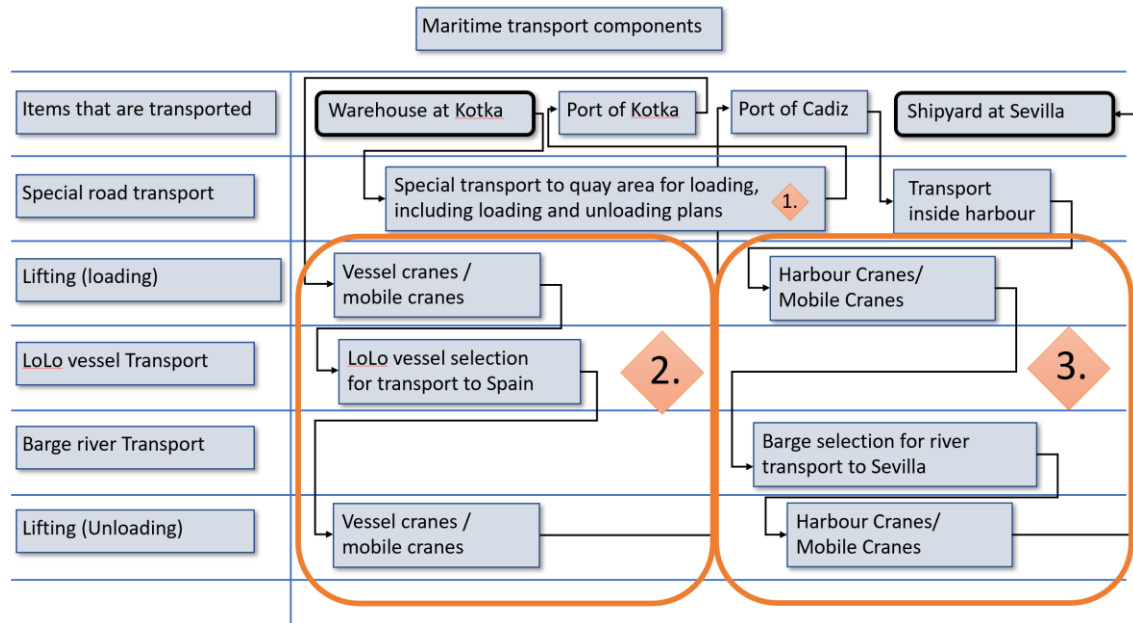 Maritime transport components
Items that are transported
Warehouse at Kotka
Port of Kotka
Port of Cadiz
Shipyard at Sevilla
Special road transport
Special transport to quay area for loading,
including loading and unloading plans
1.
Transport
inside harbour
Lifting (loading)
Vessel cranes /
mobile cranes
Harbour Cranes/
Mobile Cranes
LoLo vessel Transport
LoLo vessel selection
for transport to Spain
2.
3.
Barge river Transport
Barge selection for river
transport to Sevilla
Lifting (Unloading)
Vessel cranes /
mobile cranes
Harbour Cranes/
Mobile Cranes